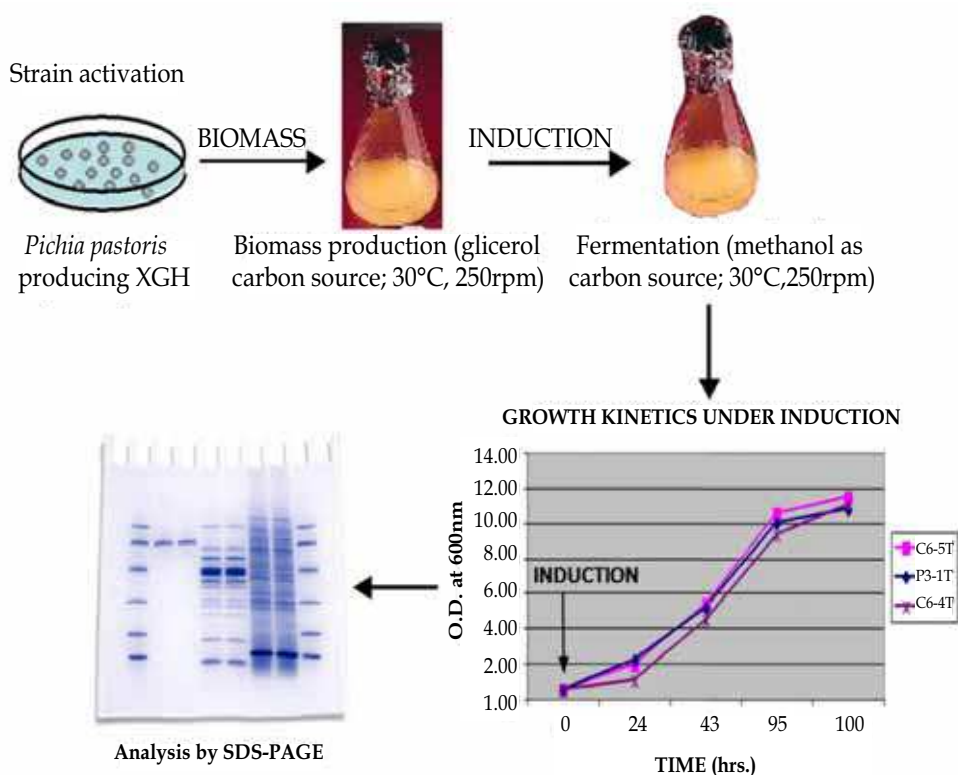 Strain activation
BIOMASS
INDUCTION
Pichia pastoris
producing XGH
Biomass production (glicerol
carbon source; 30°C, 250rpm)
Fermentation (methanol as
carbon source; 30°C,250rpm)
GROWTH KINETICS UNDER INDUCTION
14.00
12.00
10.00
8.00
6.00
4.00
2.00
1.00
O.D. at 600nm
INDUCTION
0
24
43
95
100
TIME (hrs.)
C6-5T
P3-1T
C6-4T
Analysis by SDS-PAGE